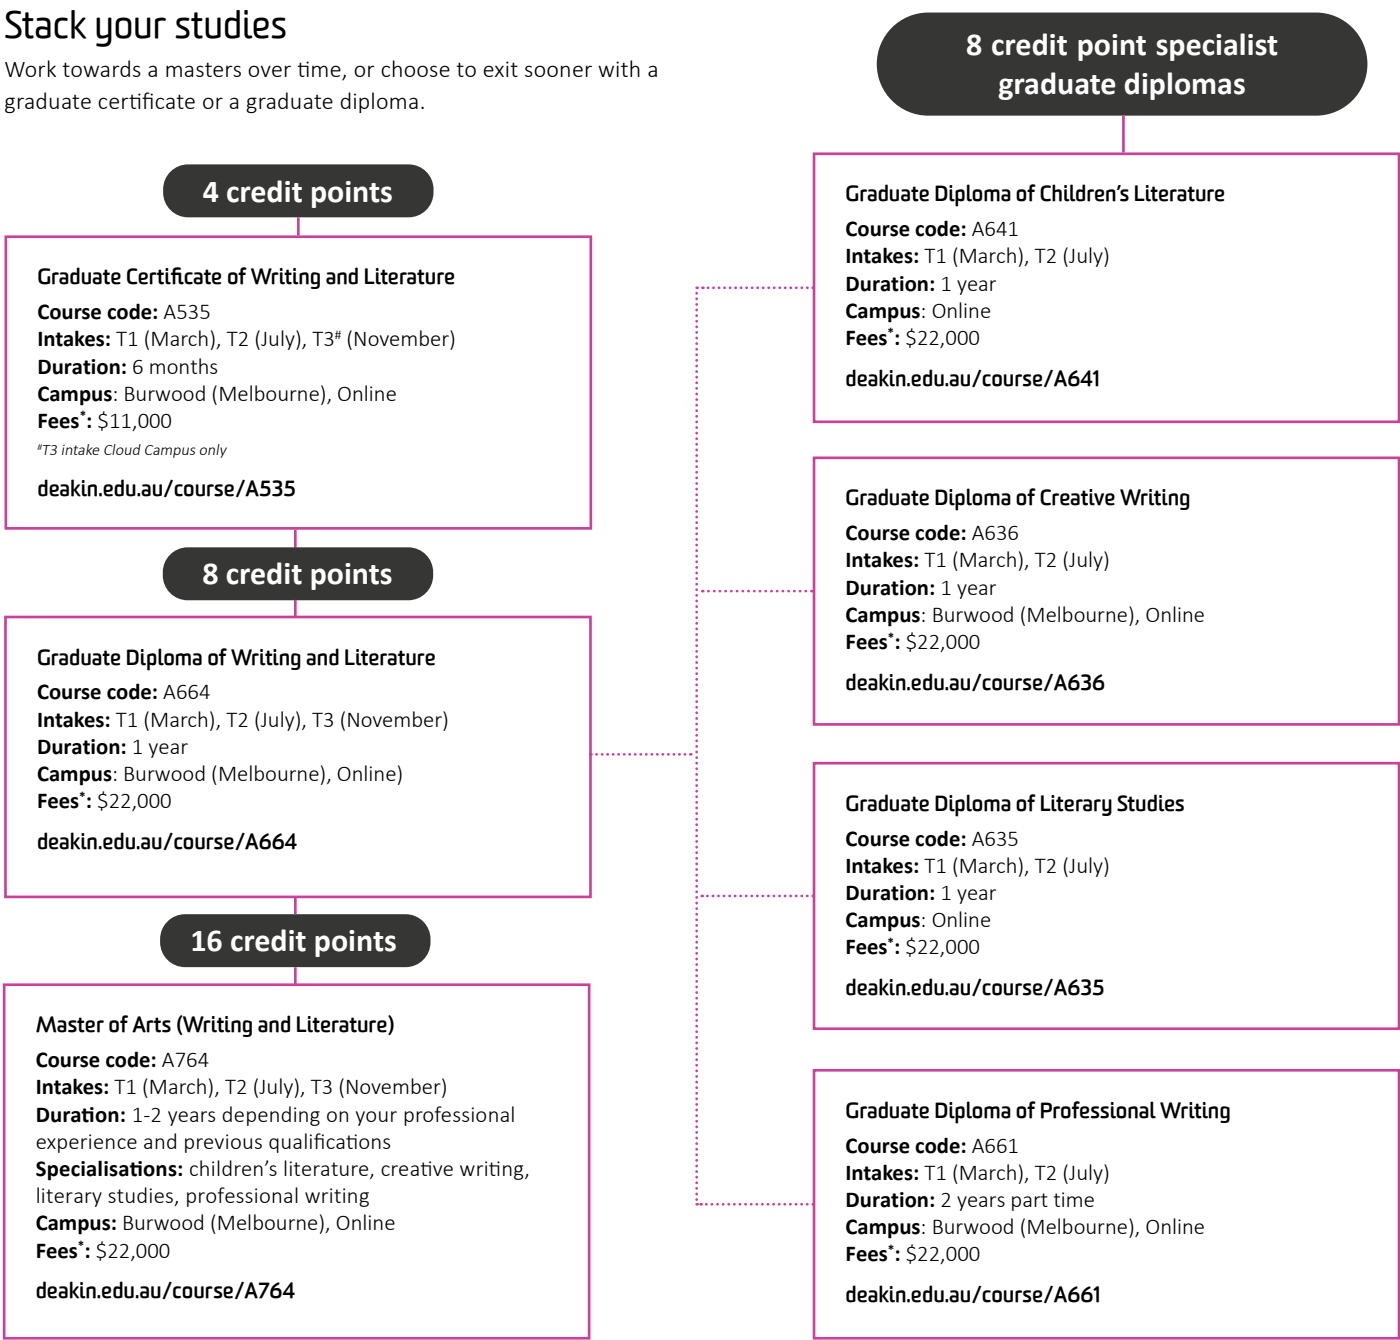 Stack your studies
Work towards a masters over time, or choose to exit sooner with a
graduate certificate or a graduate diploma.
4 credit points
Graduate Certificate of Writing and Literature
Course code: A535
Intakes: T1 (March), T2 (July), T3# (November)
Duration: 6 months
Campus: Burwood (Melbourne), Online
Fees*: $11,000
#T3 intake Cloud Campus only
deakin.edu.au/course/A535
8 credit points
Graduate Diploma of Writing and Literature
Course code: A664
Intakes: T1 (March), T2 (July), T3 (November)
Duration: 1 year
Campus: Burwood (Melbourne), Online)
Fees*: $22,000
deakin.edu.au/course/A664
16 credit points
Master of Arts (Writing and Literature)
Course code: A764
Intakes: T1 (March), T2 (July), T3 (November)
Duration: 1-2 years depending on your professional
experience and previous qualifications
Specialisations: children's literature, creative writing,
literary studies, professional writing
Campus: Burwood (Melbourne), Online
Fees*: $22,000
deakin.edu.au/course/A764
8 credit point specialist
graduate diplomas
Graduate Diploma of Children's Literature
Course code: A641
Intakes: T1 (March), T2 (July)
Duration: 1 year
Campus: Online
Fees*: $22,000
deakin.edu.au/course/A641
Graduate Diploma of Creative Writing
Course code: A636
Intakes: T1 (March), T2 (July)
Duration: 1 year
Campus: Burwood (Melbourne), Online
Fees*: $22,000
deakin.edu.au/course/A636
Graduate Diploma of Literary Studies
Course code: A635
Intakes: T1 (March), T2 (July)
Duration: 1 year
Campus: Online
Fees*: $22,000
deakin.edu.au/course/A635
Graduate Diploma of Professional Writing
Course code: A661
Intakes: T1 (March), T2 (July)
Duration: 2 years part time
Campus: Burwood (Melbourne), Online
Fees*: $22,000
deakin.edu.au/course/A661